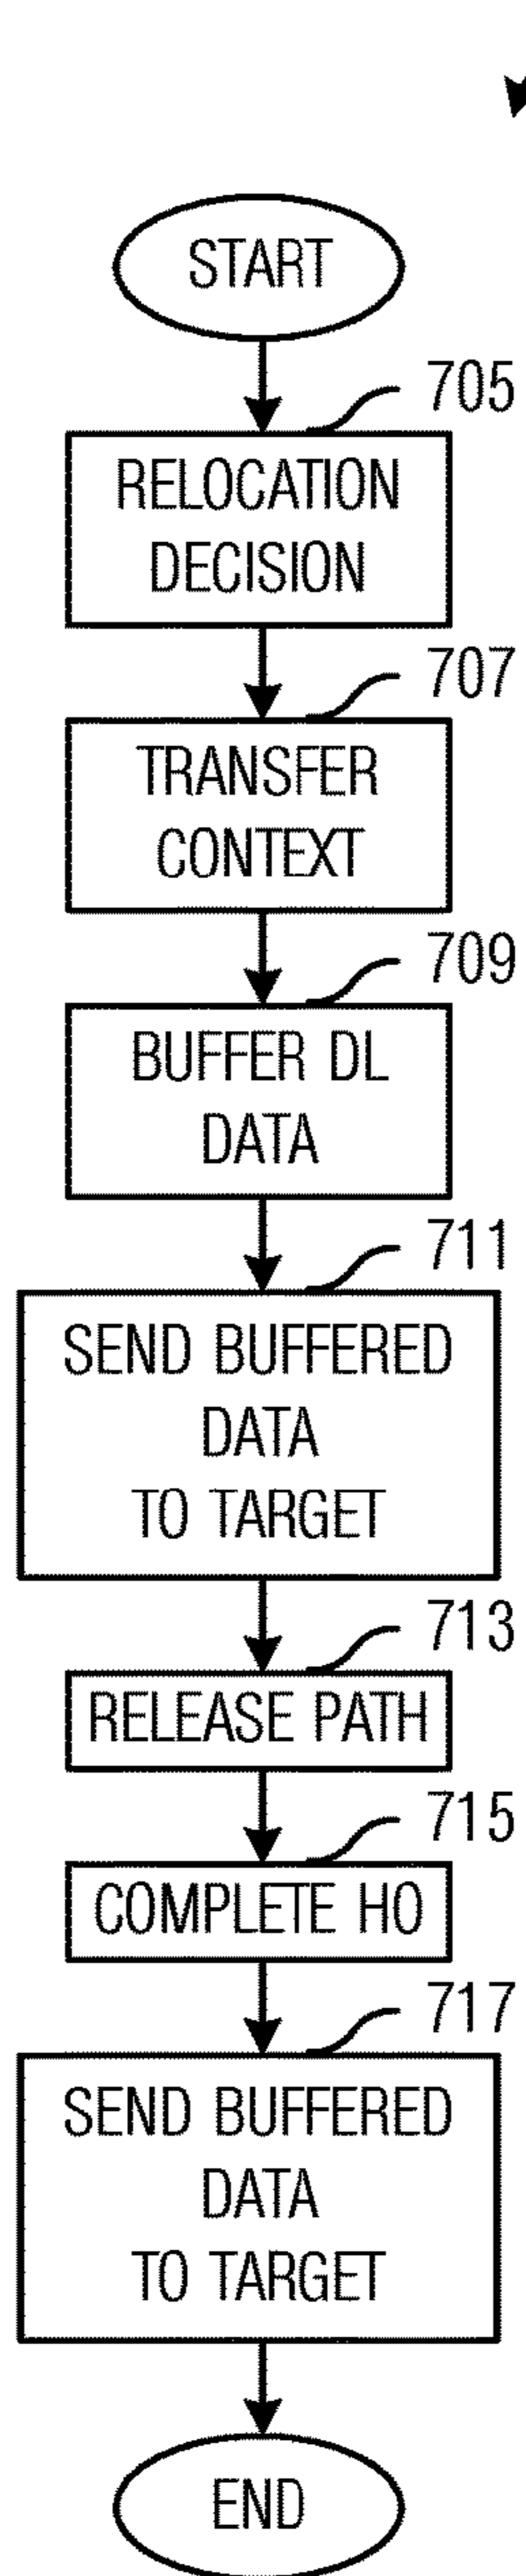 START
705
RELOCATION
DECISION
707
TRANSFER
CONTEXT
709
BUFFER DL
DATA
711
SEND BUFFERED
DATA
TO TARGET
713
RELEASE PATH
715
COMPLETE HO
717
SEND BUFFERED
DATA
TO TARGET
END